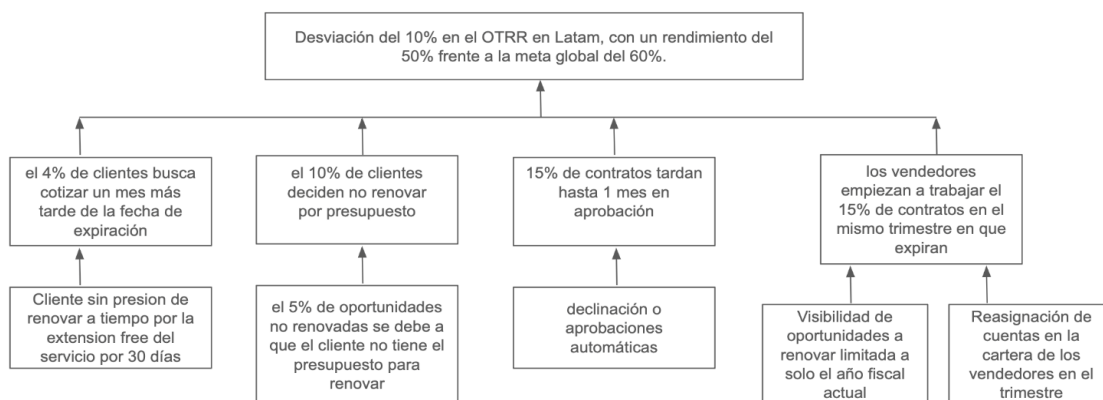 Desviación del 10% en el OTRR en Latam, con un rendimiento del
50% frente a la meta global del 60%.
el 4% de clientes busca
cotizar un mes más
tarde de la fecha de
expiración
el 10% de clientes
deciden no renovar
por presupuesto
15% de contratos tardan
hasta 1 mes en
aprobación
los vendedores
empiezan a trabajar el
15% de contratos en el
mismo trimestre en que
expiran
Cliente sin presion de
renovar a tiempo por la
extension free del
servicio por 30 días
el 5% de oportunidades
no renovadas se debe a
que el cliente no tiene el
presupuesto para
renovar
declinación o
aprobaciones
automáticas
Visibilidad de
oportunidades a
renovar limitada a
solo el año fiscal
actual
Reasignación de
cuentas en la
cartera de los
vendedores en el
trimestre